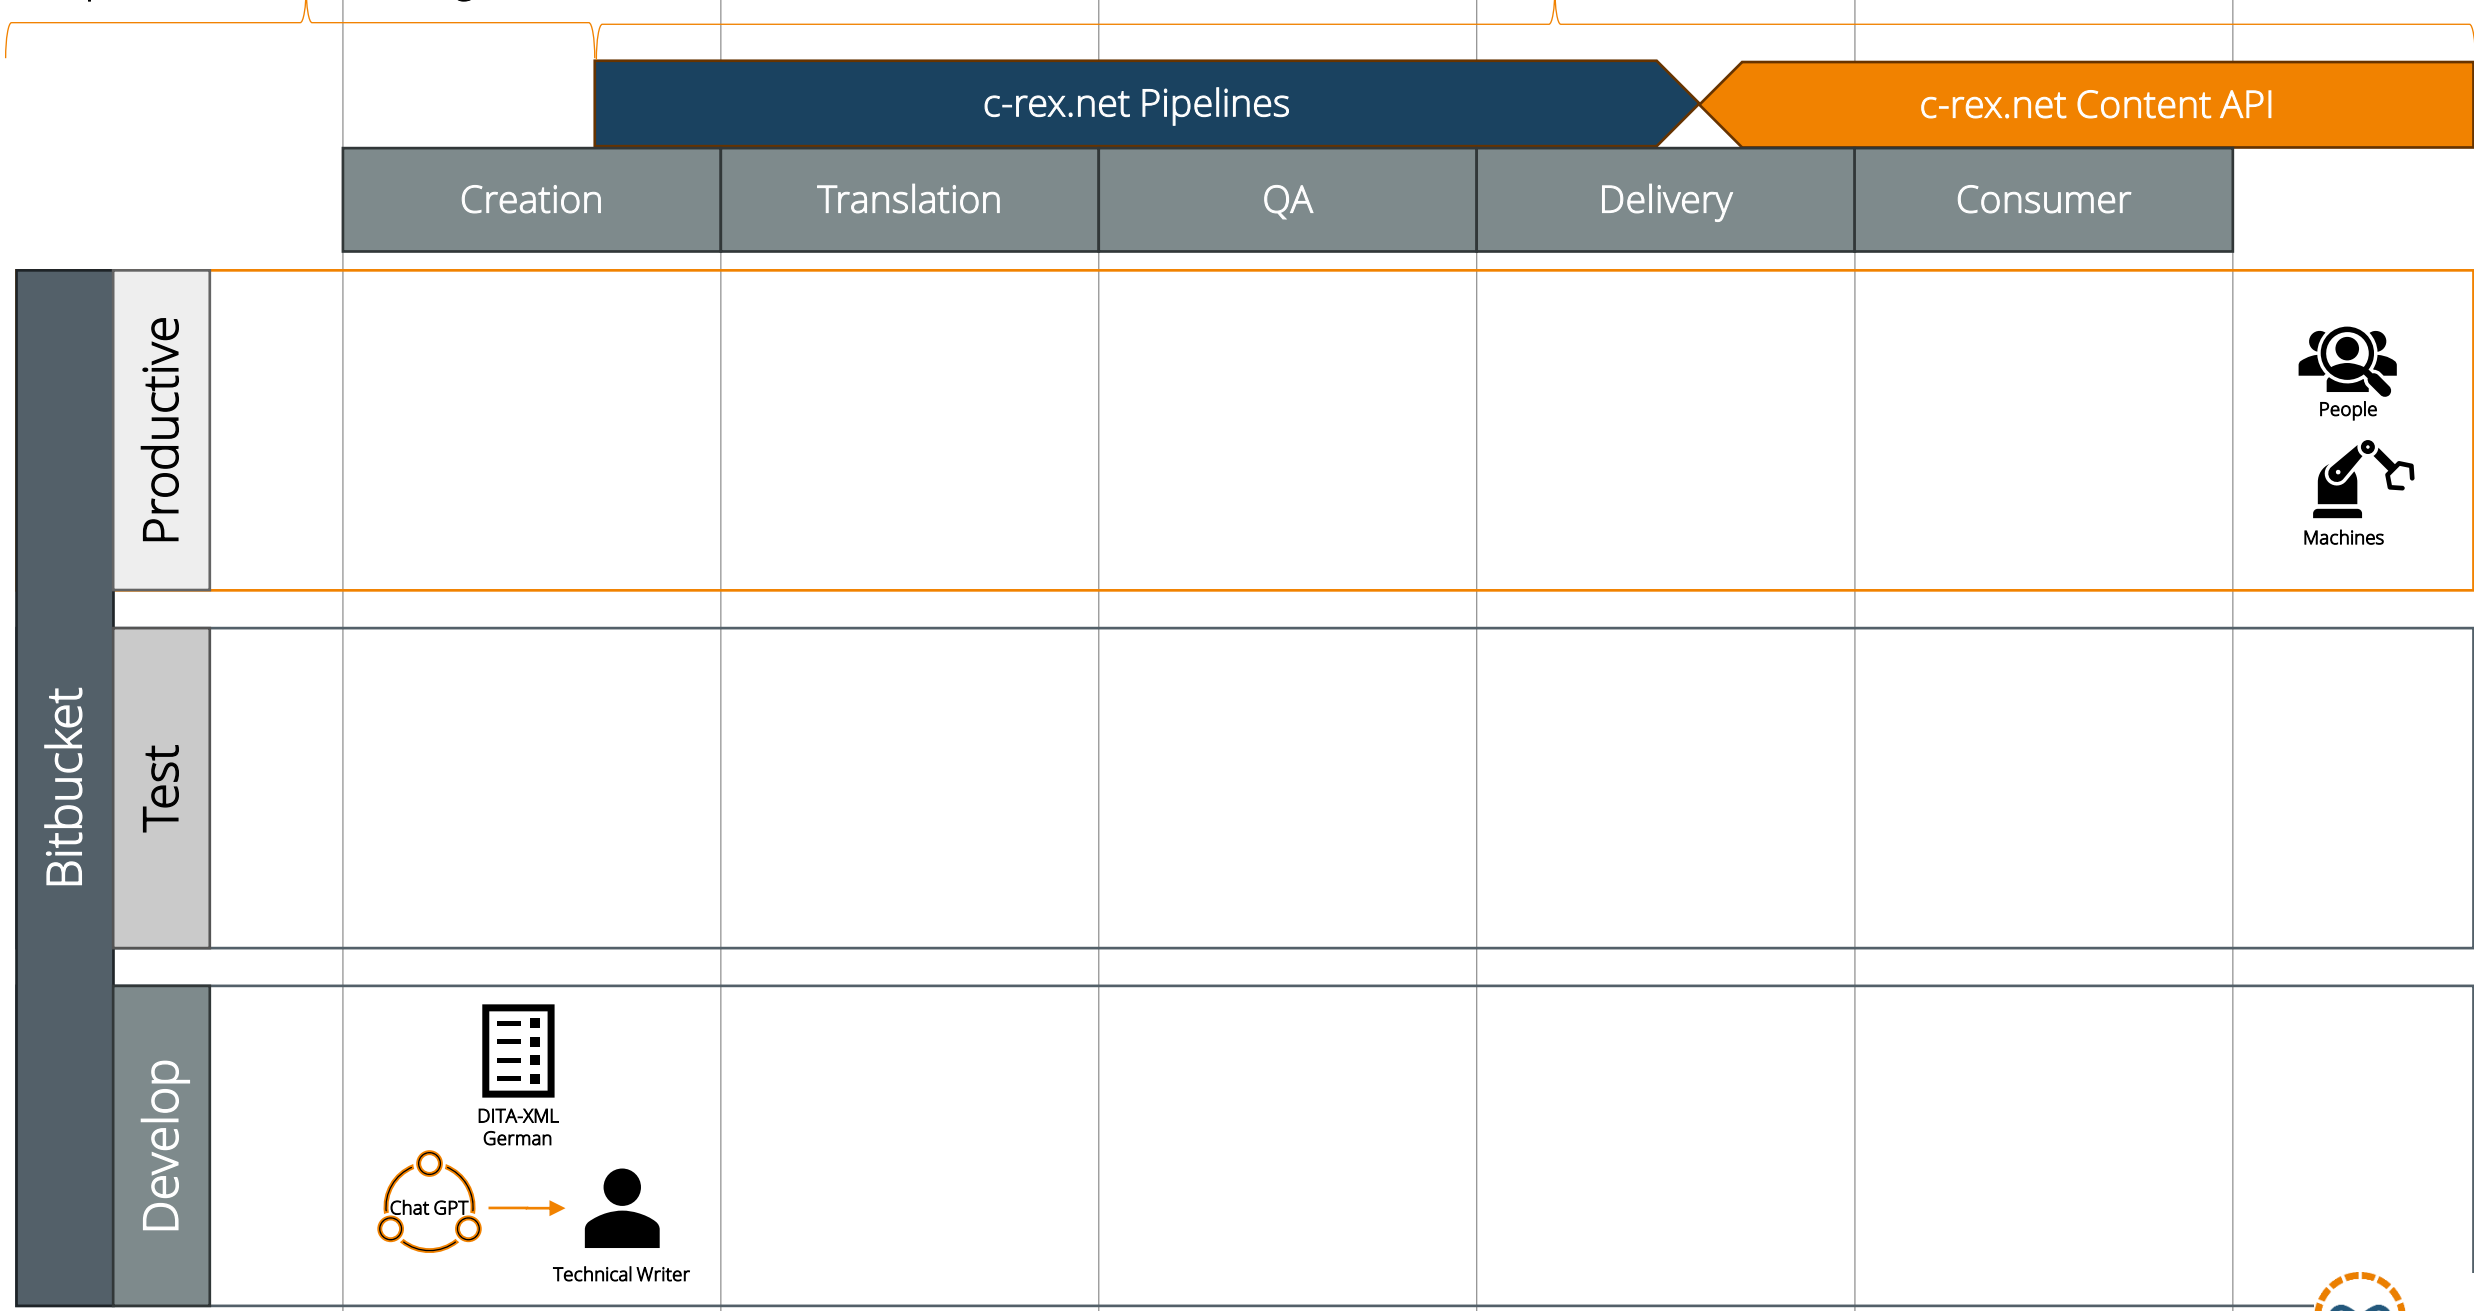 c-rex.net Pipelines
c-rex.net Content API
Creation
Translation
QA
Delivery
Consumer
Bitbucket
Productive
People
Machines
Test
Develop
DITA-XML
German
Chat GPT
Technical Writer